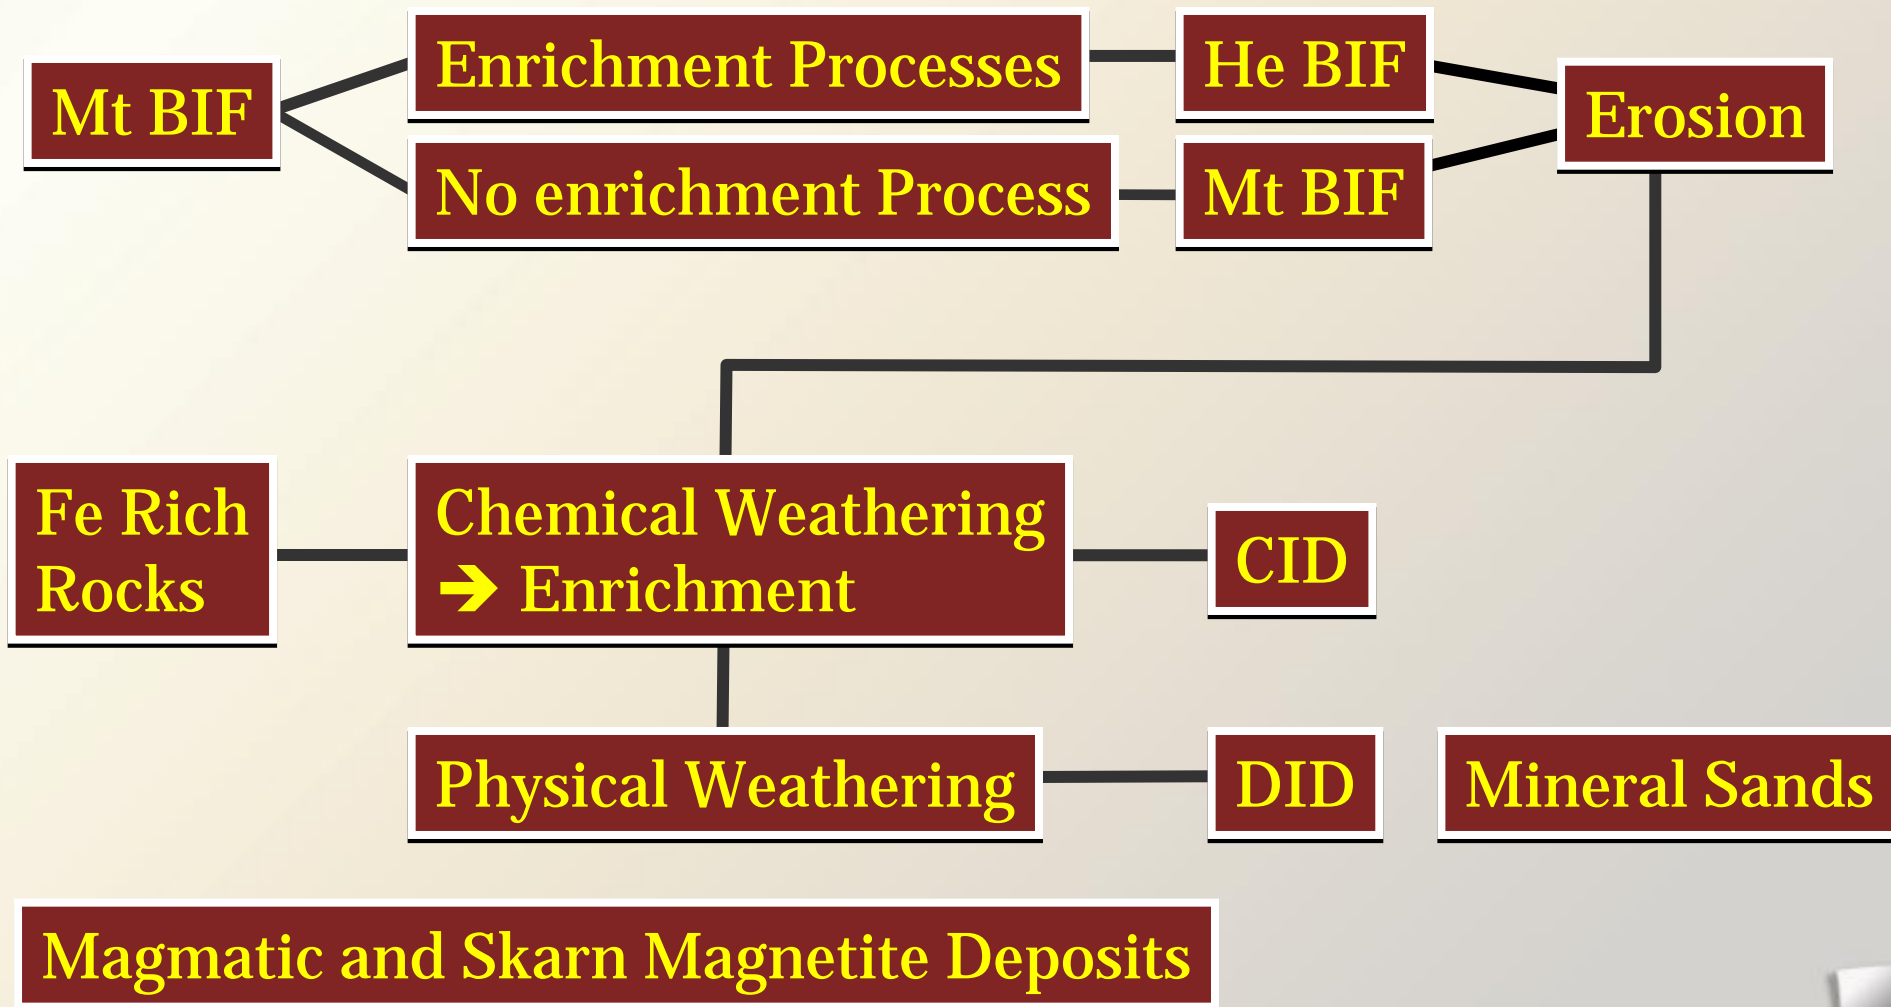 Mt BIF
Enrichment Processes
He BIF
Erosion
No enrichment Process
Mt BIF
Fe Rich
Rocks
Chemical Weathering
➔ Enrichment
CID
Physical Weathering
DID
Mineral Sands
Magmatic and Skarn Magnetite Deposits